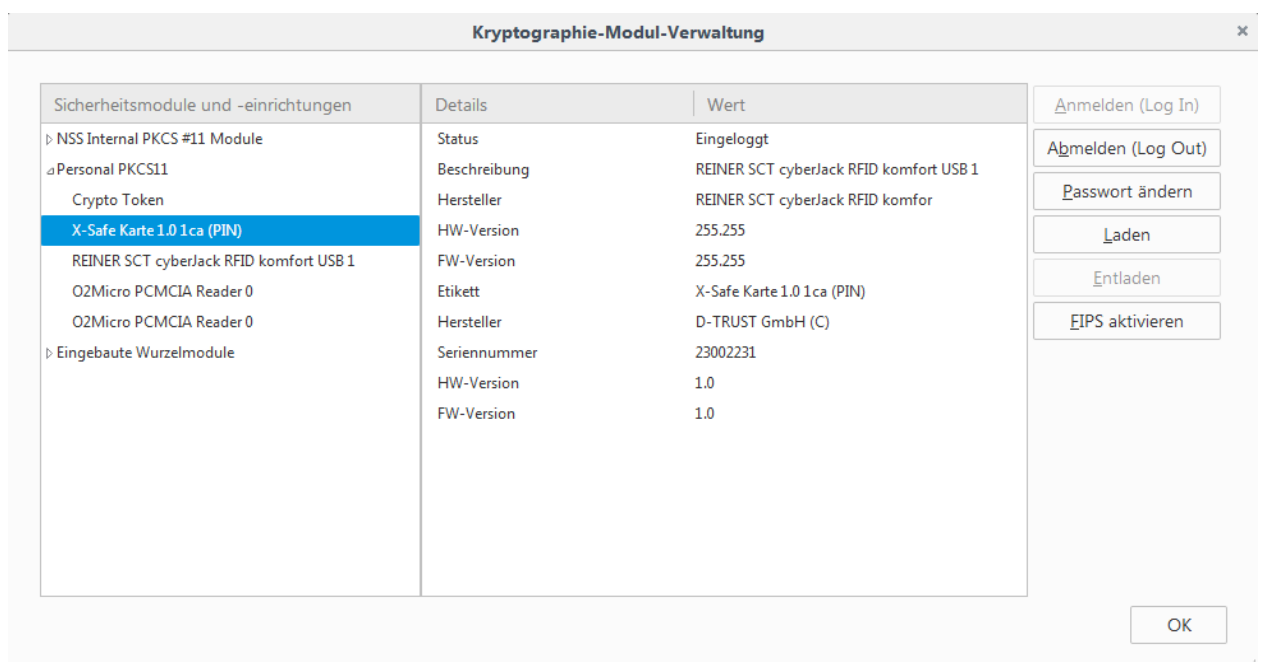 Kryptographie-Modul-Verwaltung
Sicherheitsmodule und -einrichtungen Details Wert
NSS Internal PKCS #11 Module Status Eingeloggt
Personal PKCS11 Beschreibung REINER SCT cyberJack RFID komfort USB 1
Crypto Token Hersteller REINER SCT cyberJack RFID komfor
X-Safe Karte 1.0 1ca (PIN) HW-Version 255.255
REINER SCT cyberJack RFID komfort USB 1 FW-Version 255.255
O2Micro PCMCIA Reader 0 Etikett X-Safe Karte 1.0 1ca (PIN)
O2Micro PCMCIA Reader 0 Hersteller D-TRUST GmbH (C)
Eingebaute Wurzelmodule Seriennummer 23002231
HW-Version 1.0
FW-Version 1.0
Anmelden (Log In)
Abmelden (Log Out)
Passwort ändern
Laden
Entladen
FIPS aktivieren
OK